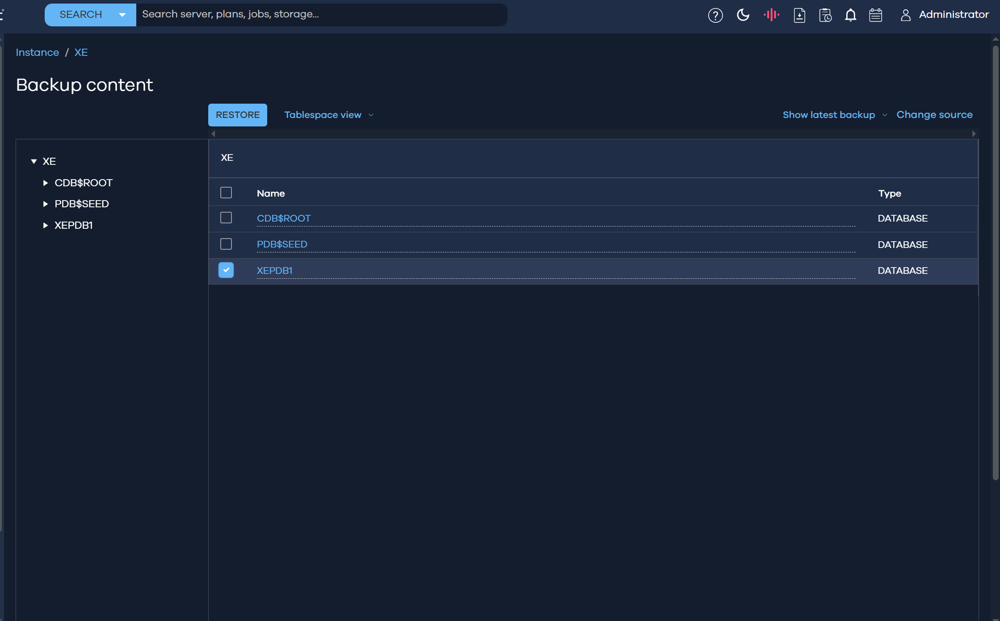 SEARCH Search server, plans, jobs, storage... Administrator
Instance / XE
Backup content
RESTORE Tablespace view Show latest backup Change source
XE
CDB$ROOT
PDB$SEED
XEPDB1
XE
Name Type
CDB$ROOT DATABASE
PDB$SEED DATABASE
XEPDB1 DATABASE